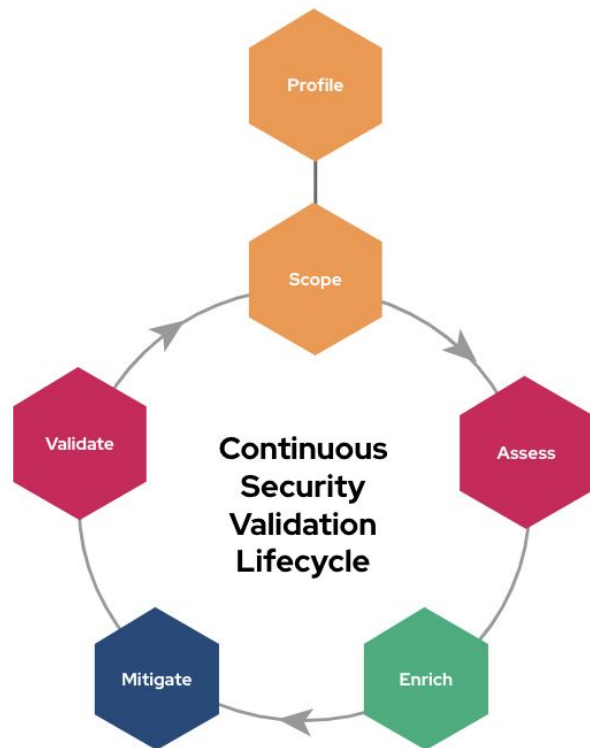 Profile
Scope
Validate
Assess
Continuous
Security
Validation
Lifecycle
Mitigate
Enrich